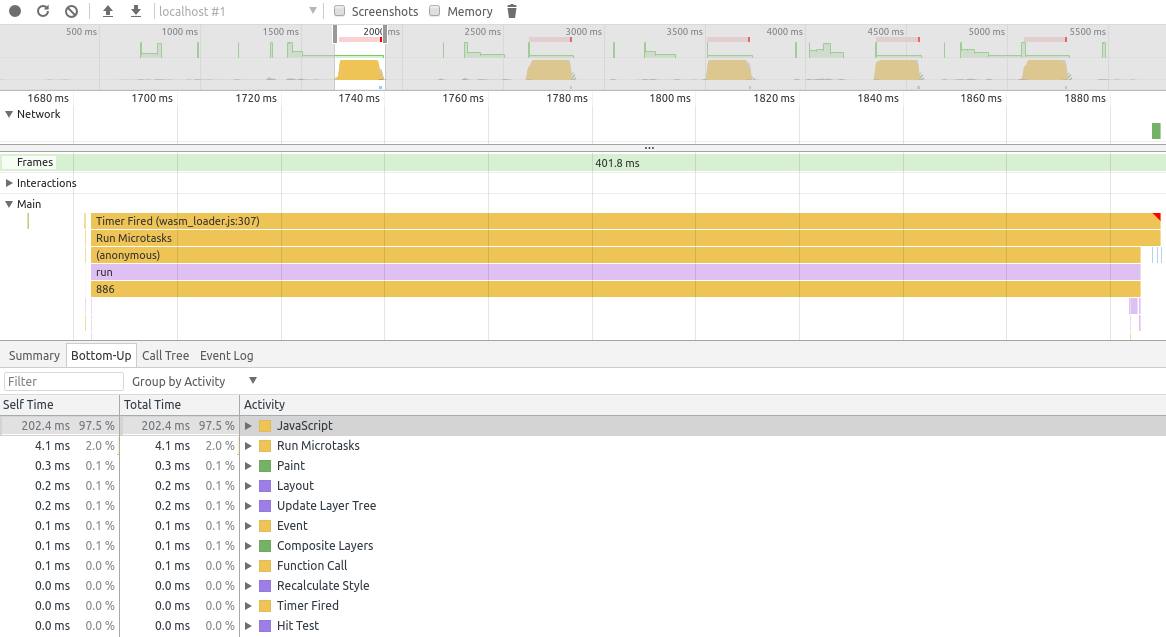 localhost #1 Screenshots Memory
500 ms 1000 ms 1500 ms 2000 ms 2500 ms 3000 ms 3500 ms 4000 ms 4500 ms 5000 ms 5500 ms
1680 ms 1700 ms 1720 ms 1740 ms 1760 ms 1780 ms 1800 ms 1820 ms 1840 ms 1860 ms 1880 ms
Network
...
Frames 401.8 ms
Interactions
Main
Timer Fired (wasm_loader.js:307)
Run Microtasks
(anonymous)
run
886
Summary Bottom-Up Call Tree Event Log
Filter Group by Activity
Self Time Total Time Activity
202.4 ms 97.5 % 202.4 ms 97.5 % JavaScript
4.1 ms 2.0 % 4.1 ms 2.0 % Run Microtasks
0.3 ms 0.1 % 0.3 ms 0.1 % Paint
0.2 ms 0.1 % 0.2 ms 0.1 % Layout
0.2 ms 0.1 % 0.2 ms 0.1 % Update Layer Tree
0.1 ms 0.1 % 0.1 ms 0.1 % Event
0.1 ms 0.1 % 0.1 ms 0.1 % Composite Layers
0.1 ms 0.0 % 0.1 ms 0.0 % Function Call
0.0 ms 0.0 % 0.0 ms 0.0 % Recalculate Style
0.0 ms 0.0 % 0.0 ms 0.0 % Timer Fired
0.0 ms 0.0 % 0.0 ms 0.0 % Hit Test